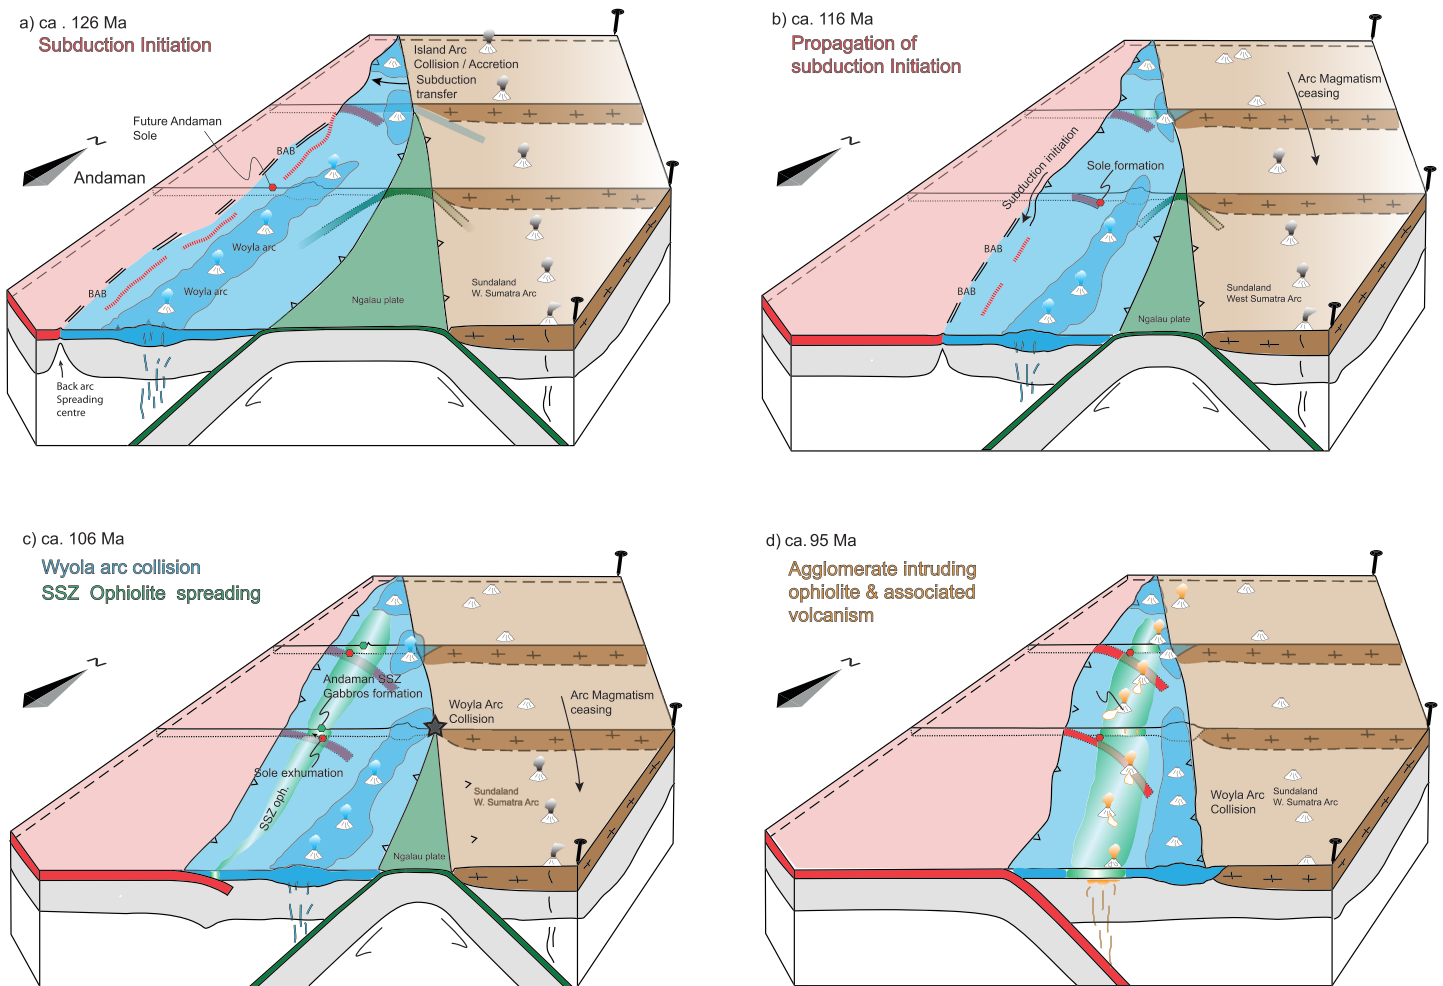 a) ca . 126 Ma
Subduction Initiation
Island Arc
Collision / Accretion
Subduction
transfer
Future Andaman
Sole
BAB
Andaman
Woyla arc
Woyla arc
BAB
Sundaland
W. Sumatra Arc
Ngalau plate
Back arc
Spreading
centre
b) ca. 116 Ma
Propagation of
subduction Initiation
Arc Magmatism
ceasing
Subduction initiation
Sole formation
BAB
BAB
Sundaland
West Sumatra Arc
Ngalau plate
c) ca. 106 Ma
Wyola arc collision
SSZ Ophiolite spreading
Andaman SSZ
Gabbros formation
Woyla Arc
Collision
Arc Magmatism
ceasing
Sole exhumation
SSZ oph.
Sundaland
W. Sumatra Arc
Ngalau plate
d) ca. 95 Ma
Agglomerate intruding
ophiolite & associated
volcanism
Woyla Arc
Collision
Sundaland
W. Sumatra Arc